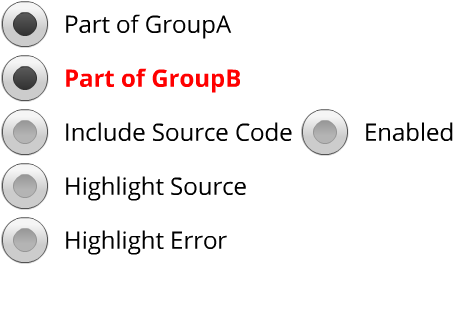 Part of GroupA
Part of GroupB
Include Source Code Enabled
Highlight Source
Highlight Error